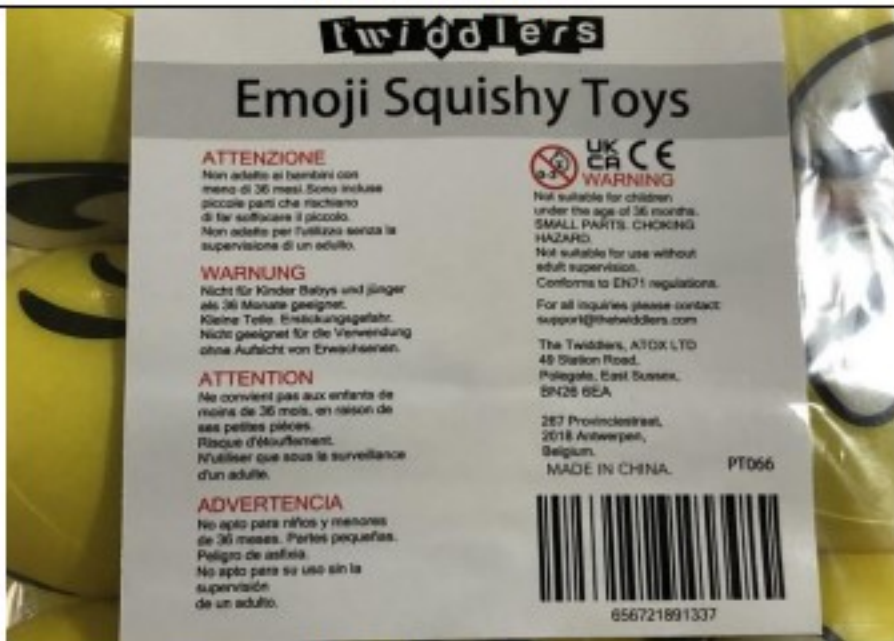 twiddlers
Emoji Squishy Toys
ATTENZIONE
Non adatto ai bambini con
meno di 36 mesi.Sono incluse
piccole parti che rischiano
di far soffocare il piccolo.
Non adatto per l'utilizzo senza la
supervisione di un adulto.
WARNUNG
Nicht für Kinder Babys und jünger
als 36 Monate geeignet.
Kleine Teile. Erstickungsgefahr.
Nicht geeignet für die Verwendung
ohne Aufsicht von Erwachsenen.
ATTENTION
Ne convient pas aux enfants de
moins de 36 mois, en raison de
ses petites pièces.
Risque d'étouffement.
N'utiliser que sous la surveillance
d'un adulte.
ADVERTENCIA
No apto para niños y menores
de 36 meses. Partes pequeñas.
Peligro de asfixia.
No apto para su uso sin la
supervisión
de un adulto.
0-3
UK
CA CE
WARNING
Not suitable for children
under the age of 36 months.
SMALL PARTS. CHOKING
HAZARD.
Not suitable for use without
adult supervision.
Conforms to EN71 regulations.
For all inquiries please contact:
support@thetwiddlers.com
The Twiddlers, ATOX LTD
49 Station Road,
Polegate, East Sussex,
BN26 6EA
267 Provinciestraat,
2018 Antwerpen,
Belgium.
MADE IN CHINA.
PT066
656721891337